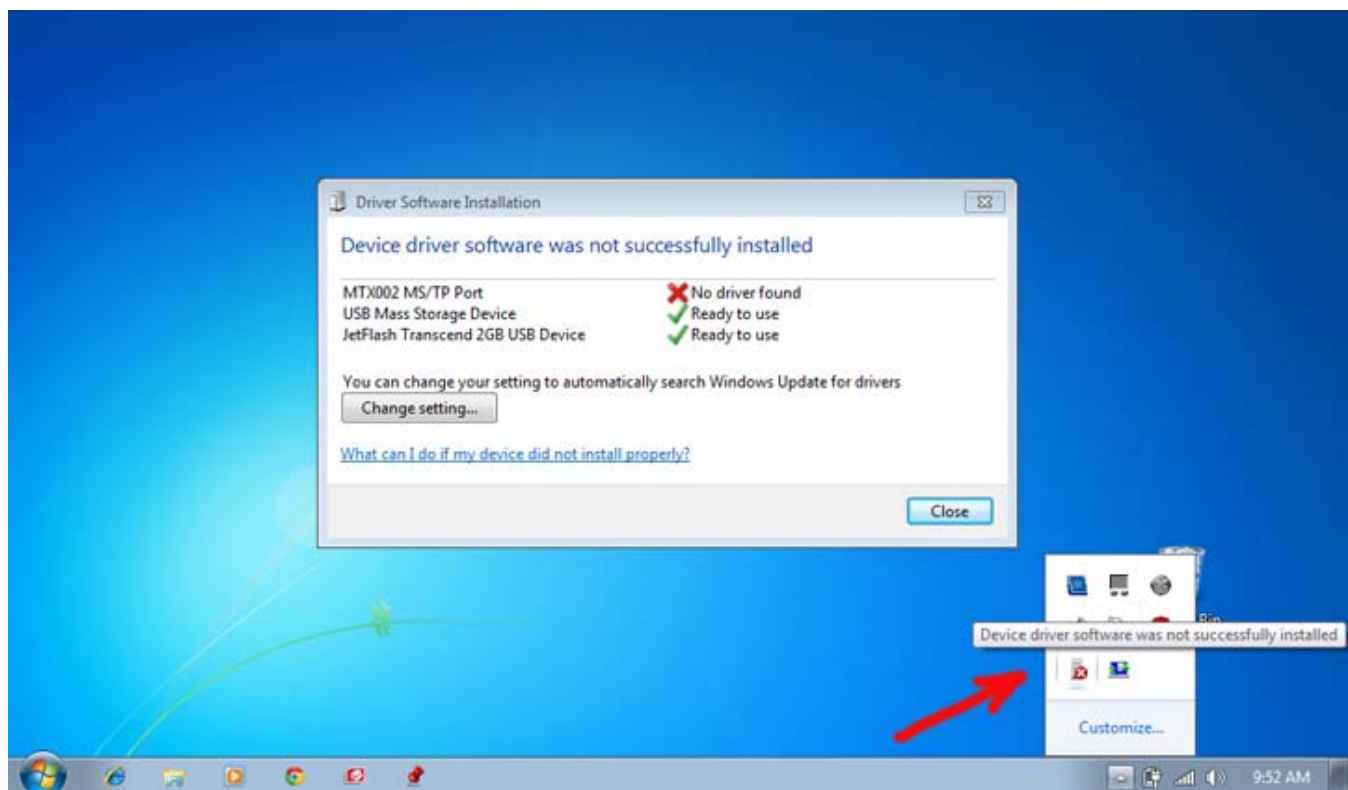 Driver Software Installation
Device driver software was not successfully installed
MTX002 MS/TP Port No driver found
USB Mass Storage Device Ready to use
JetFlash Transcend 2GB USB Device Ready to use
You can change your setting to automatically search Windows Update for drivers
Change setting...
What can I do if my device did not install properly?
Close
Bin
Device driver software was not successfully installed
Customize...
9:52 AM